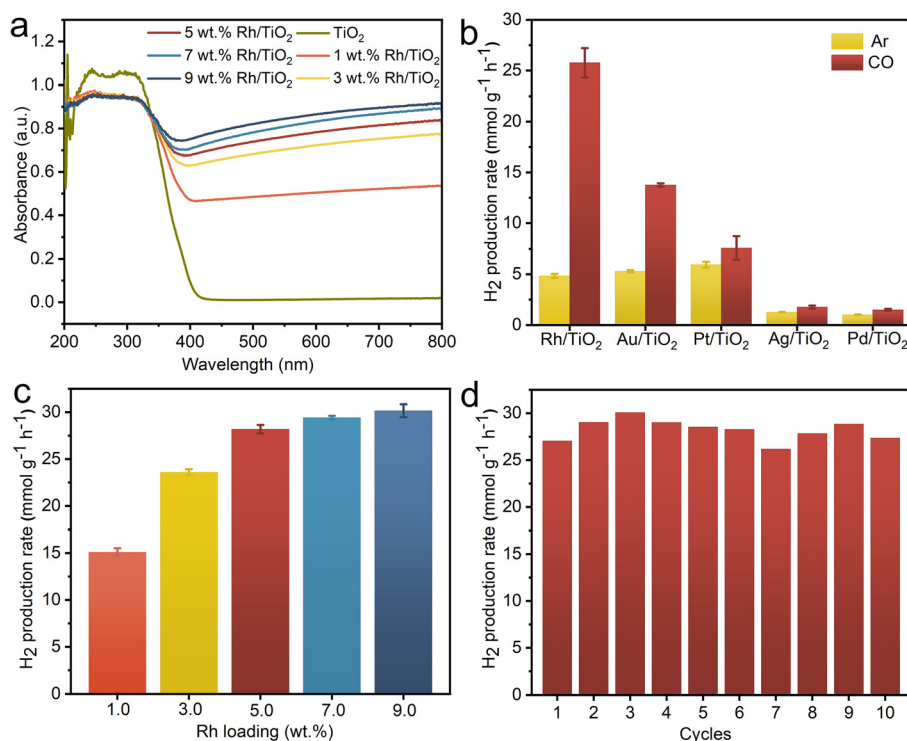 a
5 wt.% Rh/TiO2
TiO2
7 wt.% Rh/TiO2
1 wt.% Rh/TiO2
9 wt.% Rh/TiO2
3 wt.% Rh/TiO2
Absorbance (a.u.)
1.2
1.0
0.8
0.6
0.4
0.2
0.0
200 300 400 500 600 700 800
Wavelength (nm)
b
Ar
CO
H2 production rate (mmol g-1 h-1)
30
25
20
15
10
5
0
Rh/TiO2 Au/TiO2 Pt/TiO2 Ag/TiO2 Pd/TiO2
c
H2 production rate (mmol g-1 h-1)
30
25
20
15
10
5
0
1.0 3.0 5.0 7.0 9.0
Rh loading (wt.%)
d
H2 production rate (mmol g-1 h-1)
30
25
20
15
10
5
0
1 2 3 4 5 6 7 8 9 10
Cycles